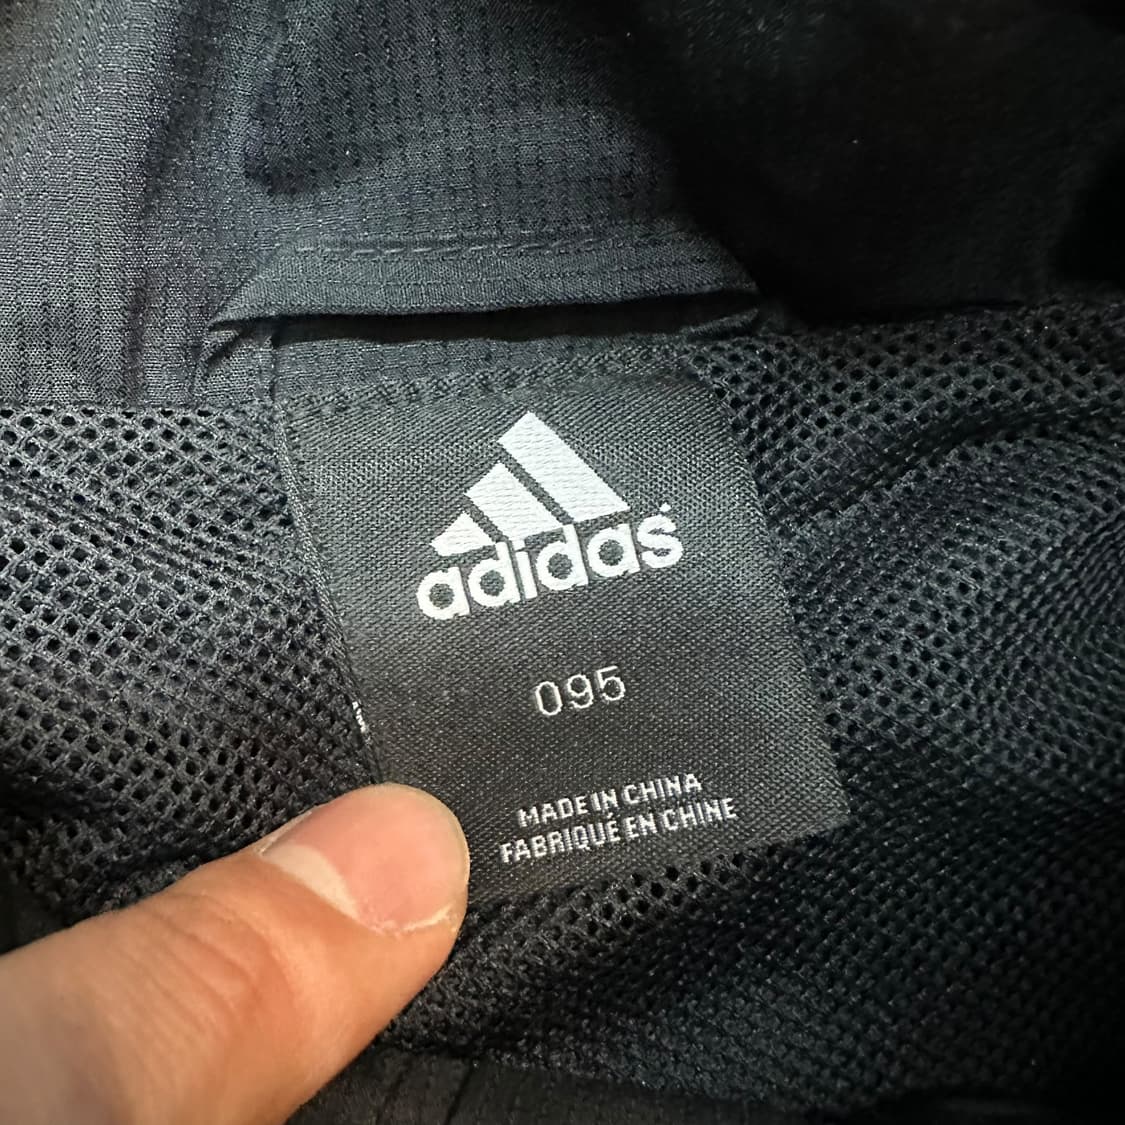 adidas
095
MADE IN CHINA
FABRIQUÉ EN CHINE